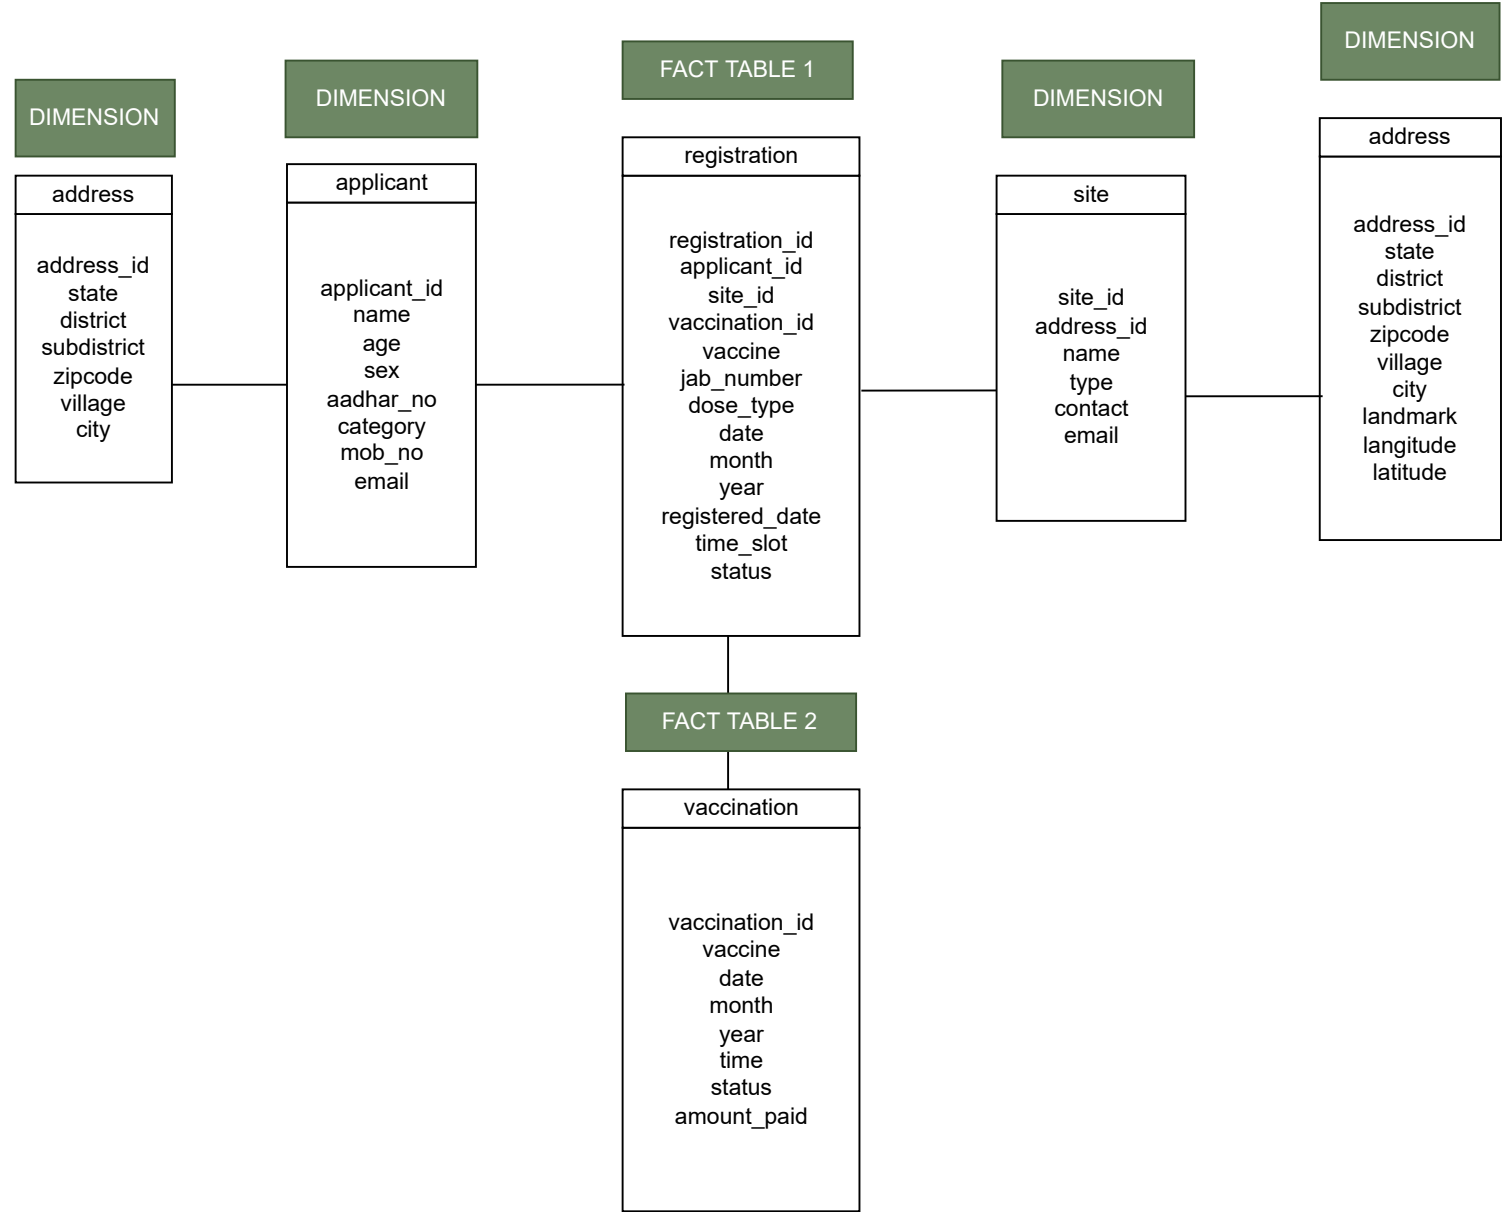 DIMENSION
address
address_id
state
district
subdistrict
zipcode
village
city
DIMENSION
applicant
applicant_id
name
age
sex
aadhar_no
category
mob_no
email
FACT TABLE 1
registration
registration_id
applicant_id
site_id
vaccination_id
vaccine
jab_number
dose_type
date
month
year
registered_date
time_slot
status
DIMENSION
site
site_id
address_id
name
type
contact
email
DIMENSION
address
address_id
state
district
subdistrict
zipcode
village
city
landmark
langitude
latitude
FACT TABLE 2
vaccination
vaccination_id
vaccine
date
month
year
time
status
amount_paid